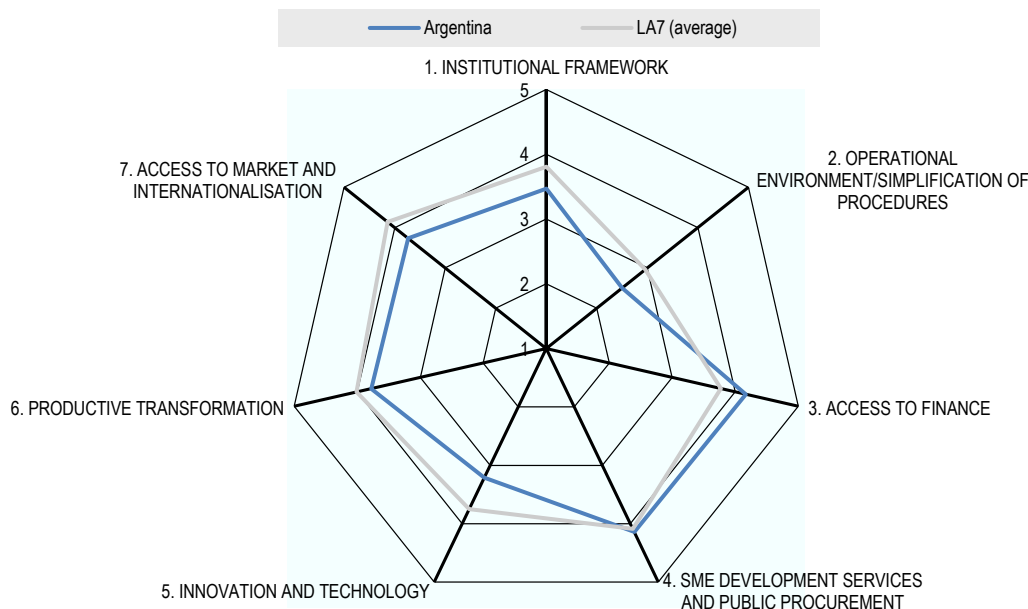 Argentina
LA7 (average)
1. INSTITUTIONAL FRAMEWORK
5
4
3
2
1
2. OPERATIONAL
ENVIRONMENT/SIMPLIFICATION OF
PROCEDURES
3. ACCESS TO FINANCE
4. SME DEVELOPMENT SERVICES
AND PUBLIC PROCUREMENT
5. INNOVATION AND TECHNOLOGY
6. PRODUCTIVE TRANSFORMATION
7. ACCESS TO MARKET AND
INTERNATIONALISATION